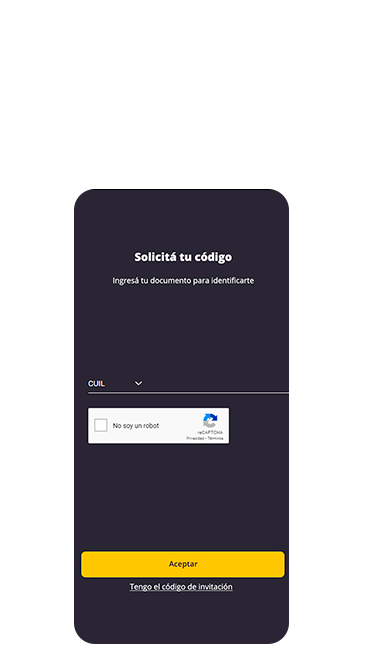 Solicitá tu código
Ingresá tu documento para identificarte
CUIL
No soy un robot
reCAPTCHA
Privacidad - Términos
Aceptar
Tengo el código de invitación